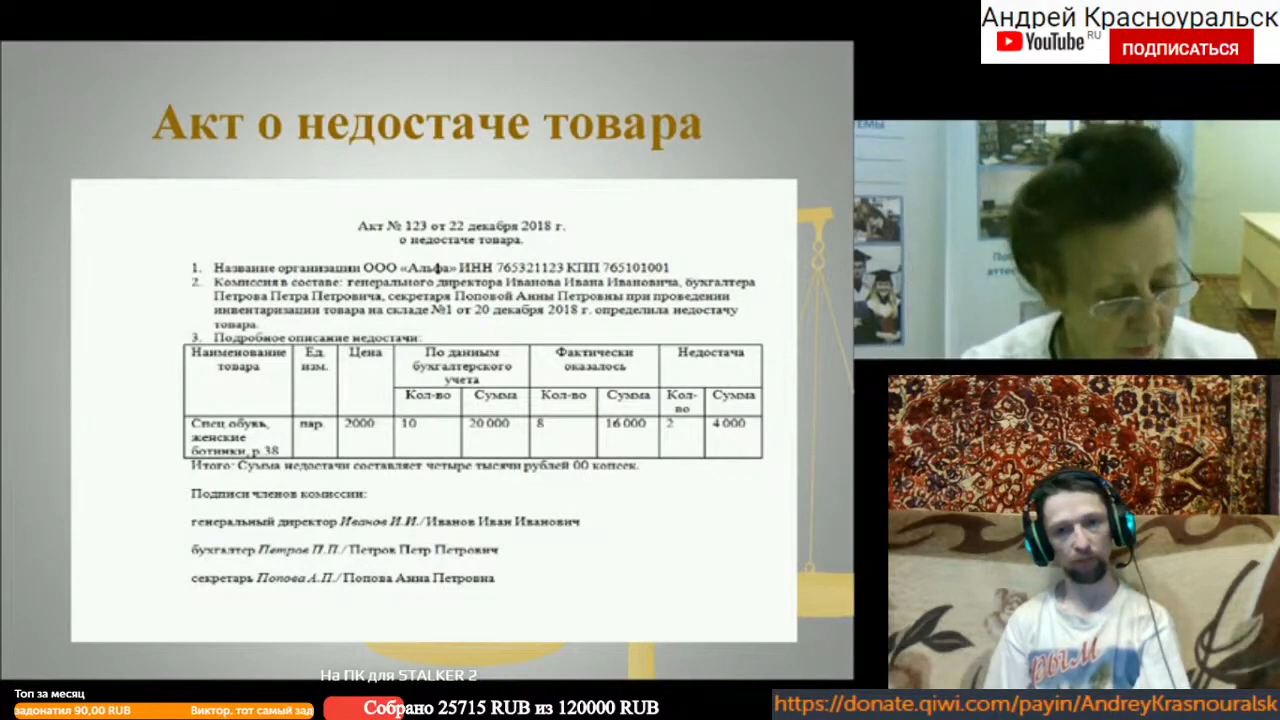 Андрей Красноуральск
YouTube RU
ПОДПИСАТЬСЯ
Акт о недостаче товара
Акт № 123 от 22 декабря 2018 г.
о недостаче товара.
1. Название организации ООО «Альфа» ИНН 765321123 КПП 765101001
2. Комиссия в составе: генерального директора Иванова Ивана Ивановича, бухгалтера
Петрова Петра Петровича, секретаря Поповой Анны Петровны при проведении
инвентаризации товара на складе №1 от 20 декабря 2018 г. определила недостачу
товара.
3. Подробное описание недостачи:
Наименование товара
Ед. изм.
Цена
По данным бухгалтерского учета
Фактически оказалось
Недостача
Кол-во Сумма Кол-во Сумма Кол-во Сумма
Спец.обувь, женские ботинки, р.38
пар. 2000 10 20 000 8 16 000 2 4 000
Итого: Сумма недостачи составляет четыре тысячи рублей 00 копеек.
Подписи членов комиссии:
генеральный директор Иванов И.И./ Иванов Иван Иванович
бухгалтер Петров П.П./ Петров Петр Петрович
секретарь Попова А.П./ Попова Анна Петровна
На ПК для STALKER 2
Топ за месяц
задонатил 90,00 RUB Виктор. тот самый зад
Собрано 25715 RUB из 120000 RUB
https://donate.qiwi.com/payin/AndreyKrasnouralsk